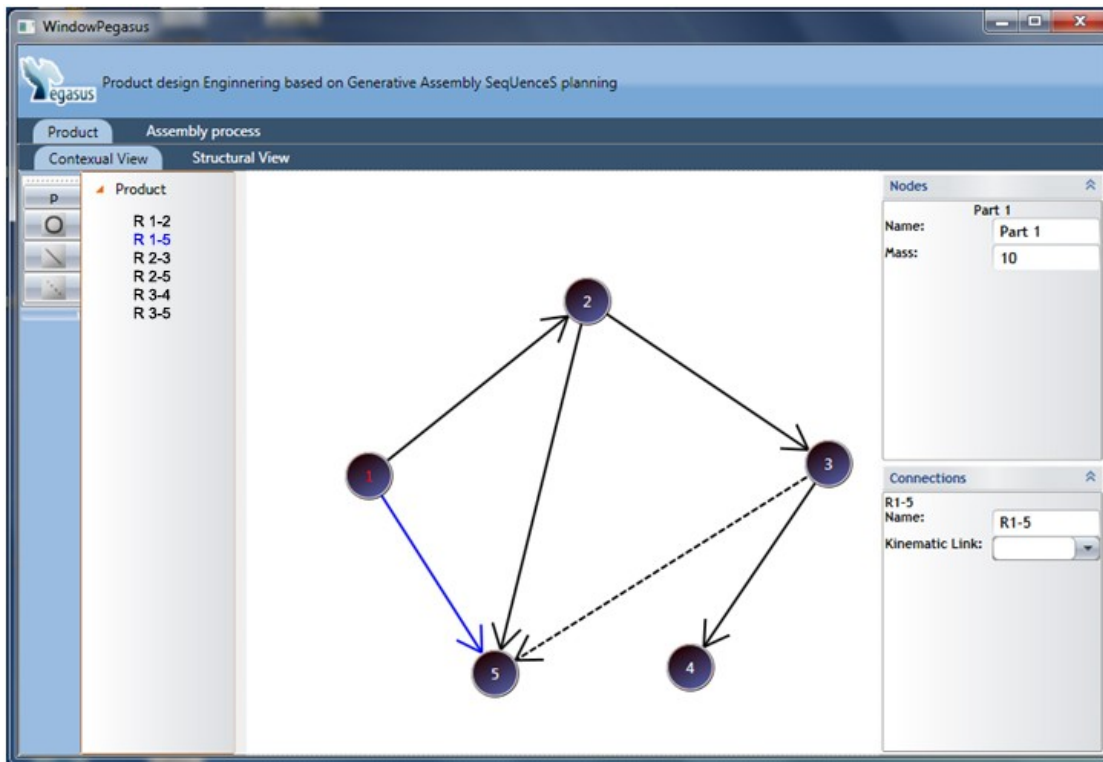 WindowPegasus
Pegasus
Product design Enginnering based on Generative Assembly SeqUenceS planning
Product
Assembly process
Contexual View
Structural View
P
Product
R 1-2
R 1-5
R 2-3
R 2-5
R 3-4
R 3-5
2
1
3
5
4
Nodes
Part 1
Name: Part 1
Mass: 10
Connections
R1-5
Name: R1-5
Kinematic Link: